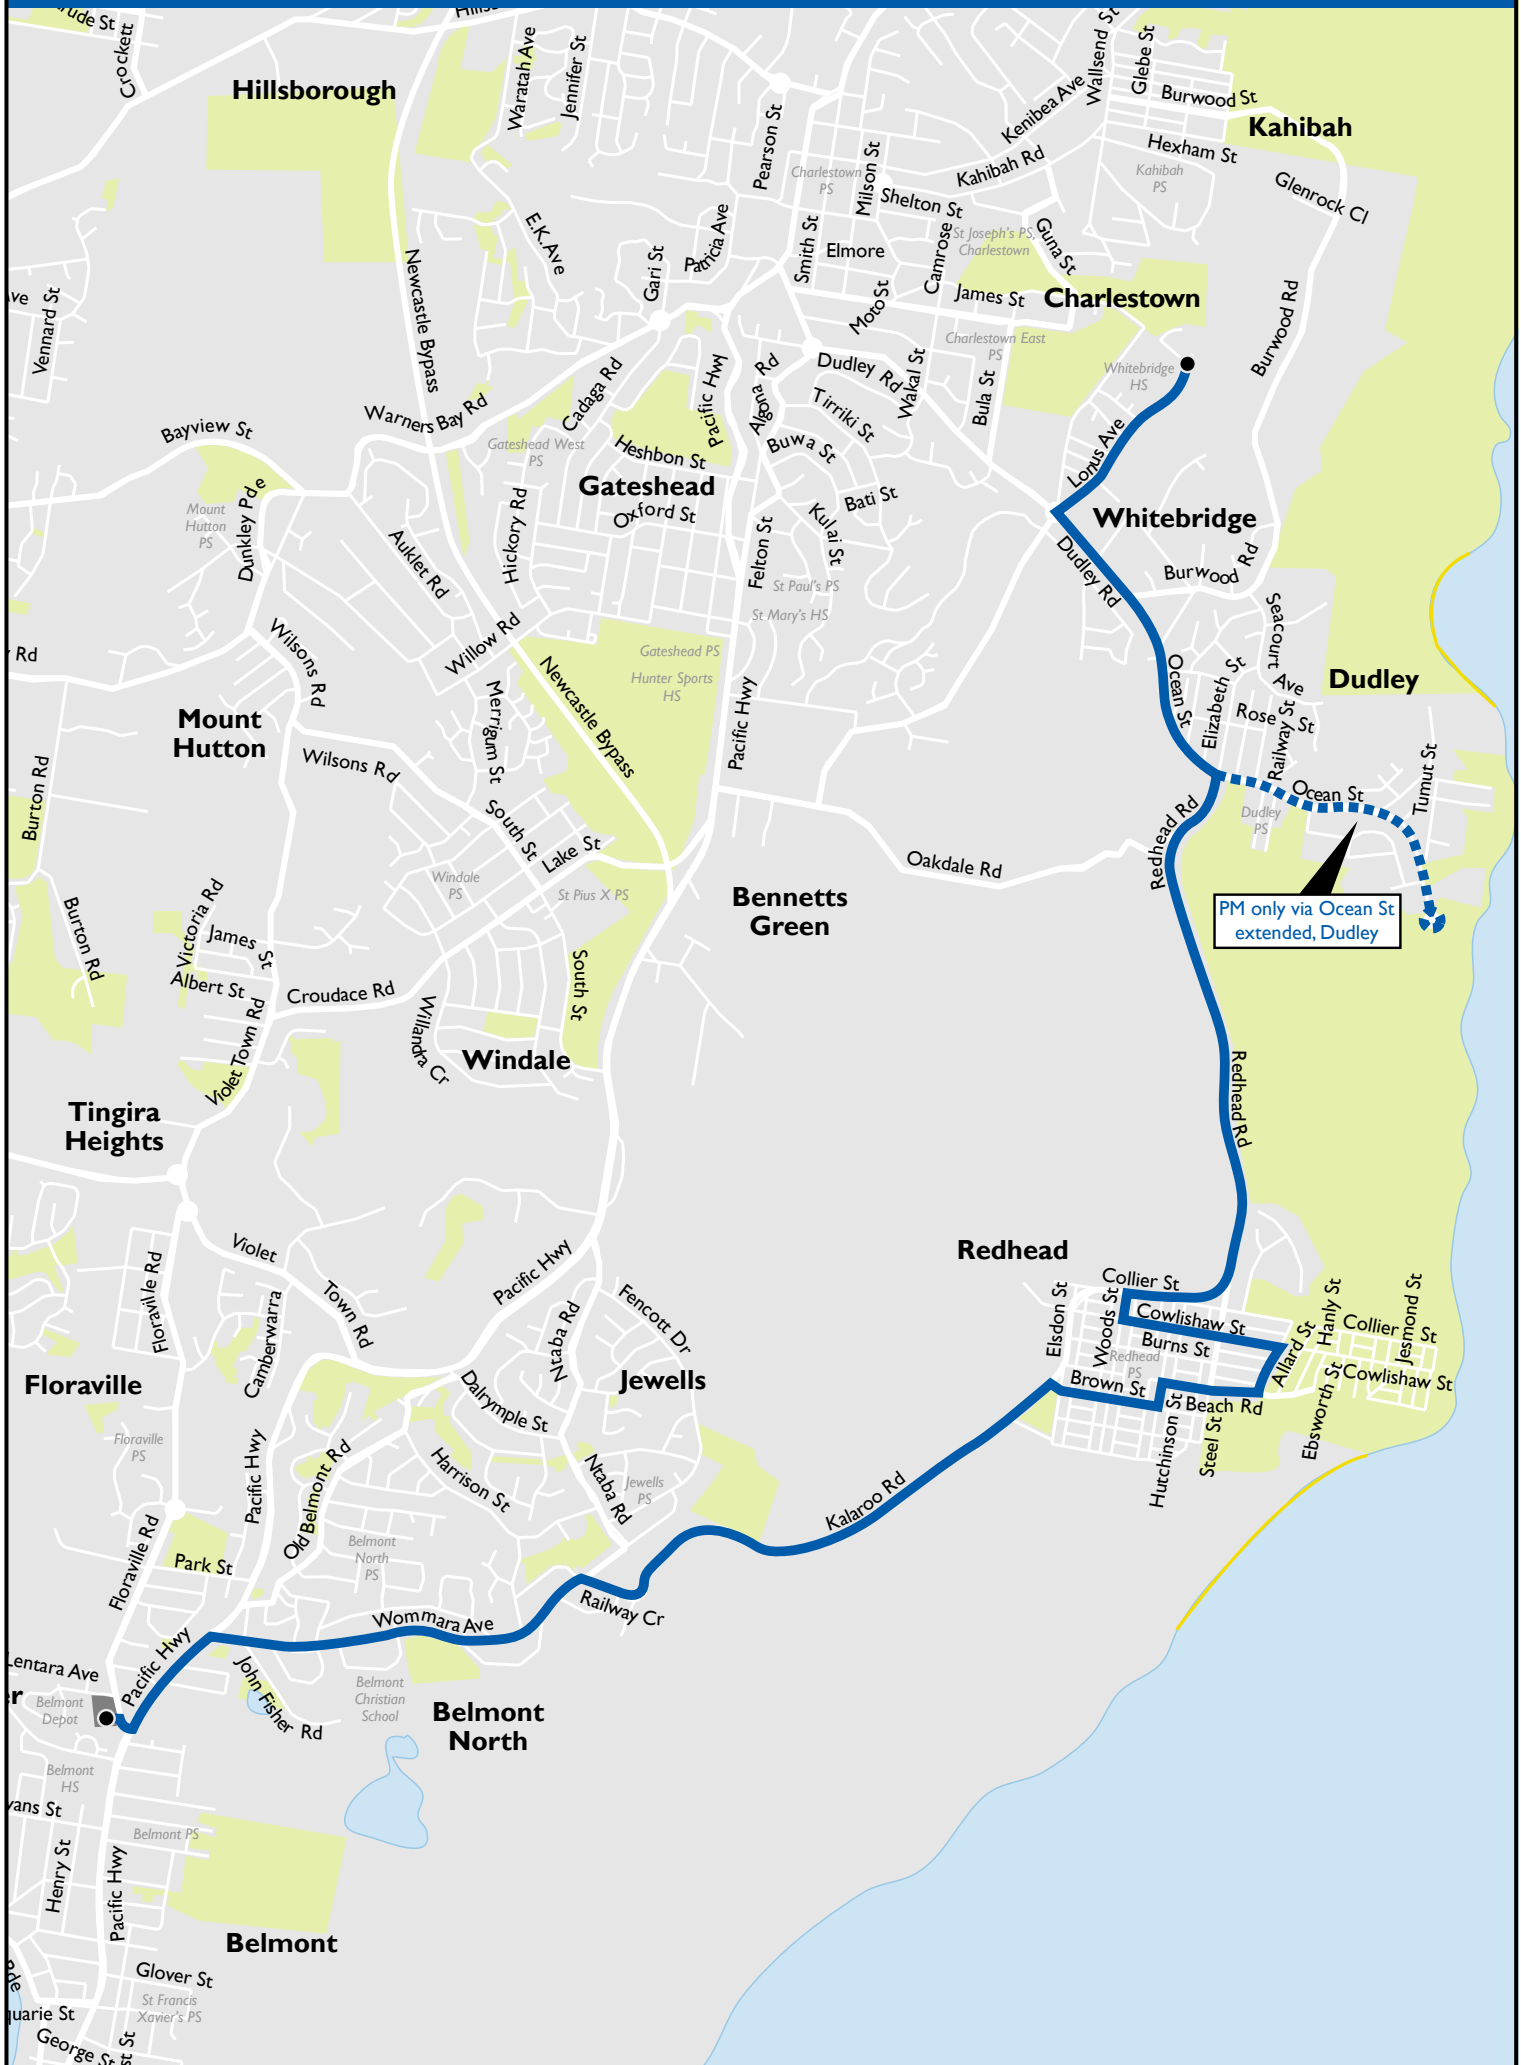 Crockett
Hillsborough
Waratah Ave
Jennifer St
Pearson St
Wallsend St
Glebe St
Burwood St
Kenibea Ave
Kahibah
Hexham St
Kahibah
PS
Kahibah Rd
Glenrock Cl
Charlestown
PS
Milson St
Shelton St
St Joseph's PS,
Charlestown
Guna St
E.K. Ave
Gari St
Patricia Ave
Smith St
Elmore
Camrose
Moto St
James St
Charlestown
Burwood Rd
Vennard St
Newcastle Bypass
Charlestown East
PS
Whitebridge
HS
Dudley Rd
Wakal St
Bula St
Cadaga Rd
Pacific Hwy
Algona Rd
Tirriki St
Warners Bay Rd
Bayview St
Gateshead West
PS
Heshbon St
Buwa St
Lonus Ave
Gateshead
Oxford St
Bati St
Kulai St
Whitebridge
Mount
Hutton
PS
Dunkley Pde
Auklet Rd
Hickory Rd
Felton St
St Paul's PS
St Mary's HS
Dudley Rd
Burwood Rd
Seacourt Ave
Wilsons Rd
Willow Rd
Gateshead PS
Hunter Sports
HS
Rd
Newcastle Bypass
Merrigum St
Pacific Hwy
Ocean St
Elizabeth St
Rose St
Railway St
Dudley
Mount
Hutton
Wilsons Rd
Burton Rd
South St
Lake St
Ocean St
Tumut St
Dudley
PS
Redhead Rd
Oakdale Rd
Windale
PS
St Pius X PS
Bennetts
Green
PM only via Ocean St
extended, Dudley
Burton Rd
Victoria Rd
James St
Albert St
Croudace Rd
South St
Willandra Cr
Windale
Violet Town Rd
Redhead Rd
Tingira
Heights
Violet
Town Rd
Floraville Rd
Camberwarra
Pacific Hwy
Ntaba Rd
Fencott Dr
Redhead
Collier St
Elsdon St
Woods St
Cowlishaw St
Burns St
Redhead
PS
Allard St
Hanly St
Collier St
Jesmond St
Cowlishaw St
Brown St
Beach Rd
Hutchinson St
Steel St
Ebsworth St
Floraville
Jewells
Dalrymple St
Floraville
PS
Pacific Hwy
Old Belmont Rd
Harrison St
Ntaba Rd
Jewells
PS
Kalaroo Rd
Floraville Rd
Park St
Belmont
North
PS
Railway Cr
Wommara Ave
Pacific Hwy
Lentara Ave
Belmont
Depot
John Fisher Rd
Belmont
Christian
School
Belmont
North
Belmont
HS
Belmont PS
Henry St
Pacific Hwy
Belmont
Glover St
St Francis
Xavier's PS
George St